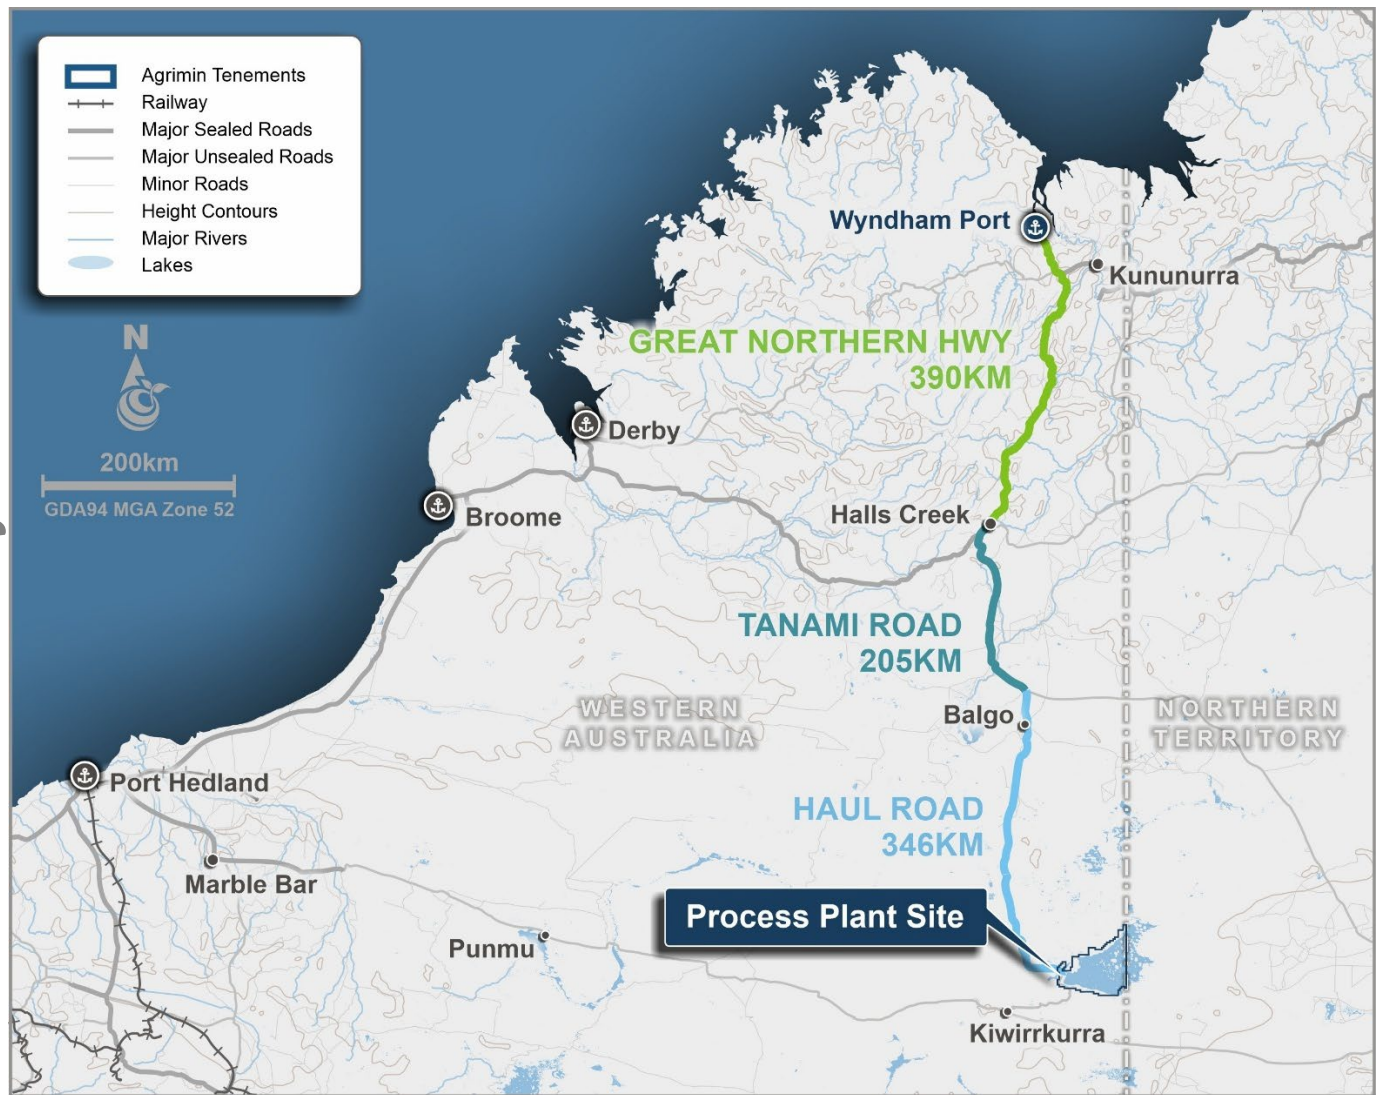 Agrimin Tenements
Railway
Major Sealed Roads
Major Unsealed Roads
Minor Roads
Height Contours
Major Rivers
Lakes
N
200km
GDA94 MGA Zone 52
Wyndham Port
Kununurra
GREAT NORTHERN HWY
390KM
Derby
Broome
Halls Creek
TANAMI ROAD
205KM
WESTERN
AUSTRALIA
NORTHERN
TERRITORY
Balgo
Port Hedland
HAUL ROAD
346KM
Marble Bar
Process Plant Site
Punmu
Kiwirrkurra